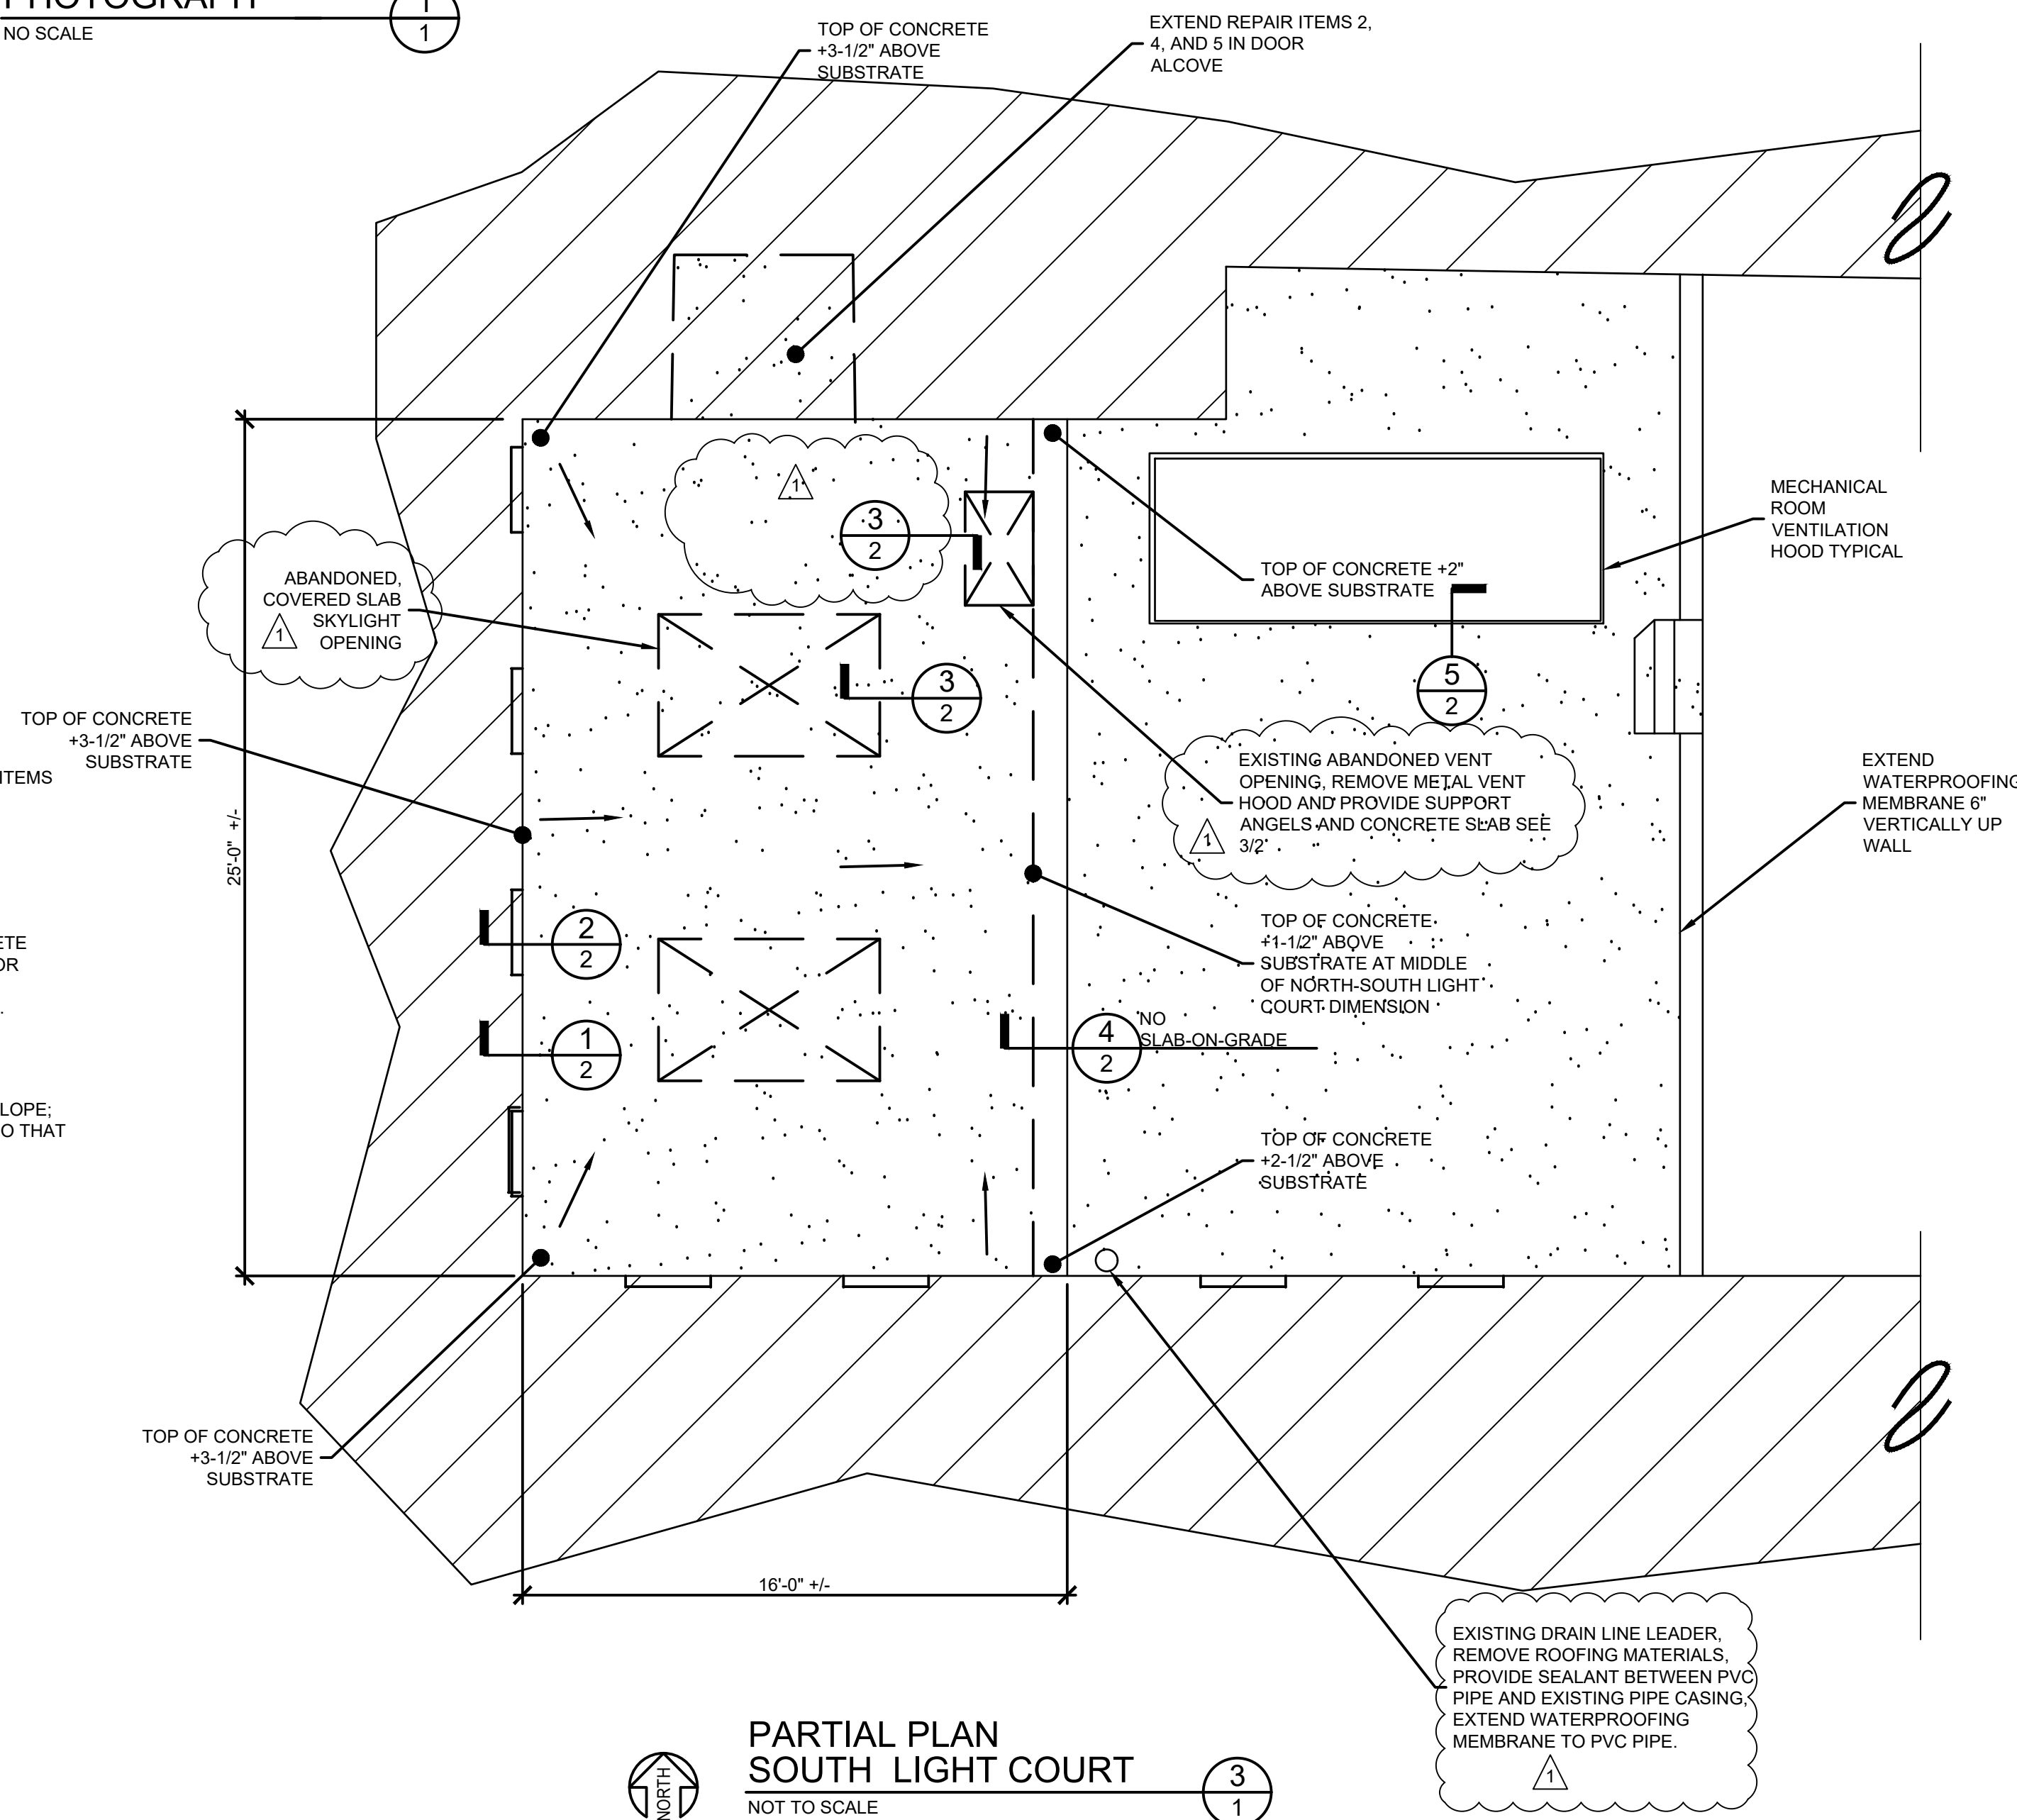 NO SCALE
1
1
TOP OF CONCRETE
+3-1/2" ABOVE
SUBSTRATE
EXTEND REPAIR ITEMS 2,
4, AND 5 IN DOOR
ALCOVE
1
3
2
MECHANICAL
ROOM
VENTILATION
HOOD TYPICAL
ABANDONED,
COVERED SLAB
SKYLIGHT
OPENING
1
TOP OF CONCRETE +2"
ABOVE SUBSTRATE
3
2
5
2
TOP OF CONCRETE
+3-1/2" ABOVE
SUBSTRATE
ITEMS
EXISTING ABANDONED VENT
OPENING, REMOVE METAL VENT
HOOD AND PROVIDE SUPPORT
ANGELS AND CONCRETE SLAB SEE
3/2
1
EXTEND
WATERPROOFING
MEMBRANE 6"
VERTICALLY UP
WALL
25'-0" +/-
2
2
TOP OF CONCRETE
+1-1/2" ABOVE
SUBSTRATE AT MIDDLE
OF NORTH-SOUTH LIGHT
COURT DIMENSION
1
2
4
2
NO
SLAB-ON-GRADE
LOPE;
O THAT
TOP OF CONCRETE
+2-1/2" ABOVE
SUBSTRATE
TOP OF CONCRETE
+3-1/2" ABOVE
SUBSTRATE
16'-0" +/-
EXISTING DRAIN LINE LEADER,
REMOVE ROOFING MATERIALS,
PROVIDE SEALANT BETWEEN PVC
PIPE AND EXISTING PIPE CASING,
EXTEND WATERPROOFING
MEMBRANE TO PVC PIPE.
1
NORTH
PARTIAL PLAN
SOUTH LIGHT COURT
NOT TO SCALE
3
1